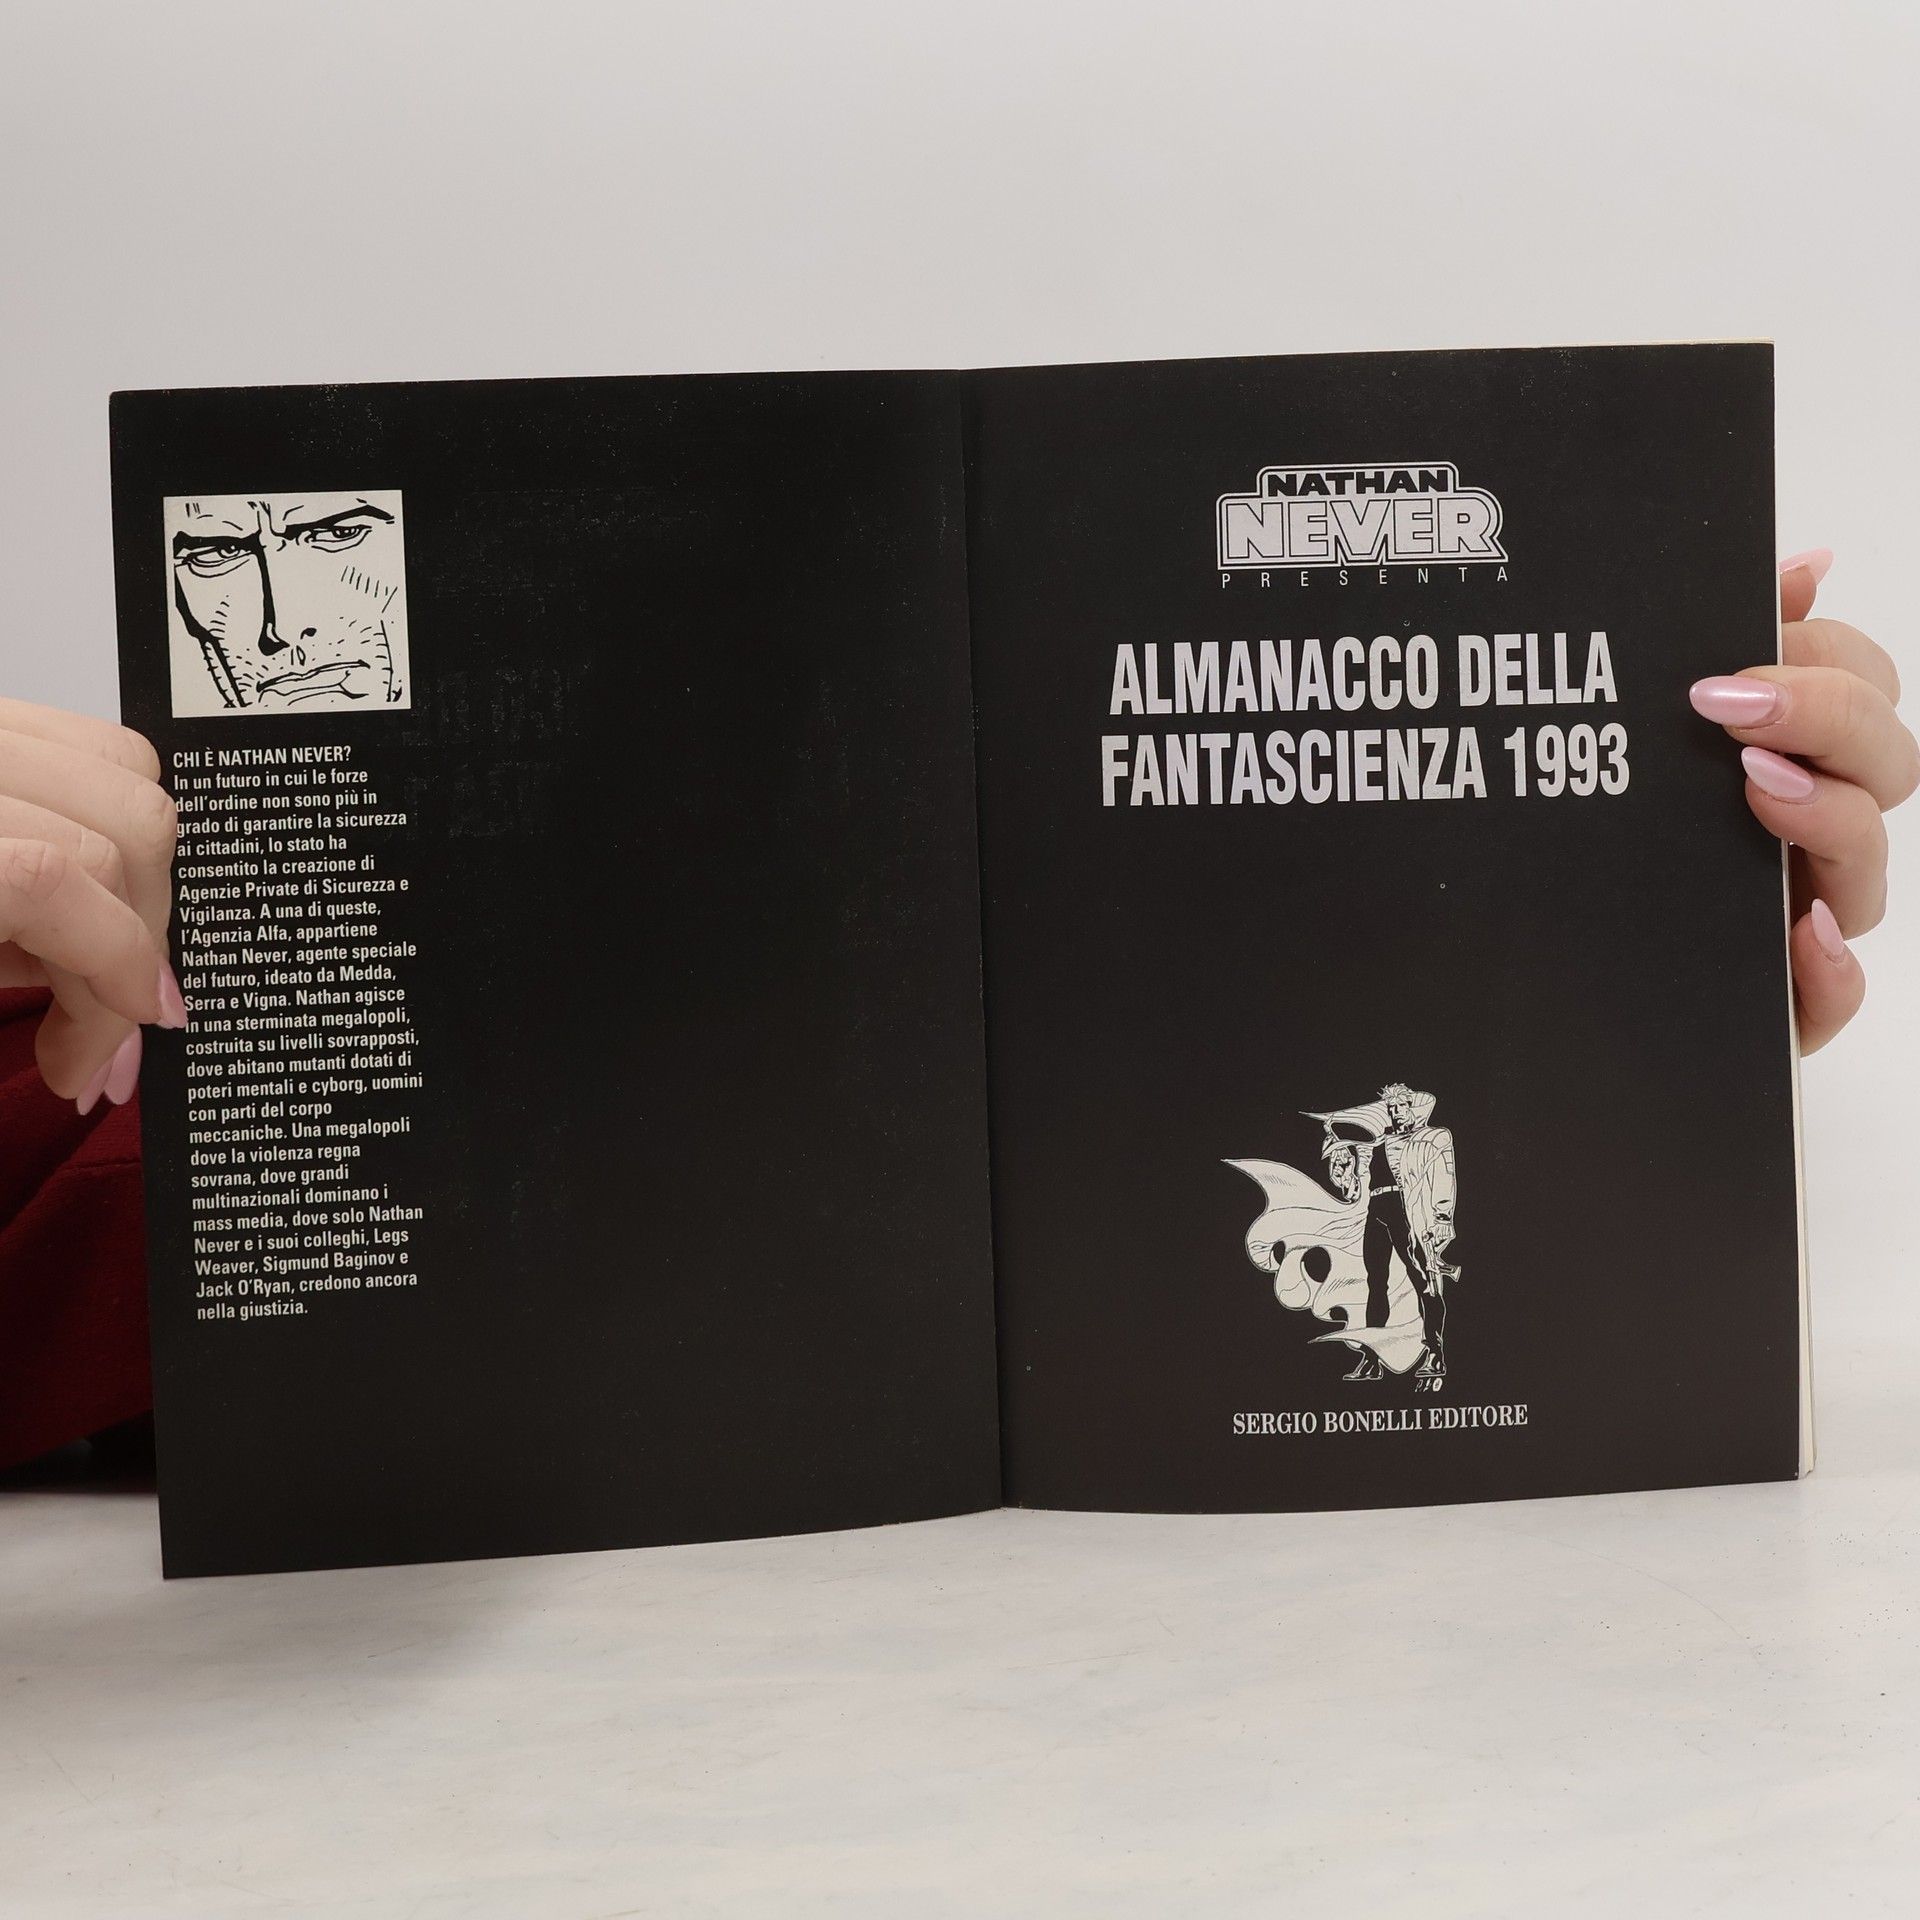 CHI È NATHAN NEVER?
In un futuro in cui le forze
dell'ordine non sono più in
grado di garantire la sicurezza
ai cittadini, lo stato ha
consentito la creazione di
Agenzie Private di Sicurezza e
Vigilanza. A una di queste,
l'Agenzia Alfa, appartiene
Nathan Never, agente speciale
del futuro, ideato da Medda,
Serra e Vigna. Nathan agisce
in una sterminata megalopoli,
costruita su livelli sovrapposti,
dove abitano mutanti dotati di
poteri mentali e cyborg, uomini
con parti del corpo
meccaniche. Una megalopoli
dove la violenza regna
sovrana, dove grandi
multinazionali dominano i
mass media, dove solo Nathan
Never e i suoi colleghi, Legs
Weaver, Sigmund Baginov e
Jack O'Ryan, credono ancora
nella giustizia.
NATHAN
NEVER
PRESENTA
ALMANACCO DELLA
FANTASCIENZA 1993
SERGIO BONELLI EDITORE